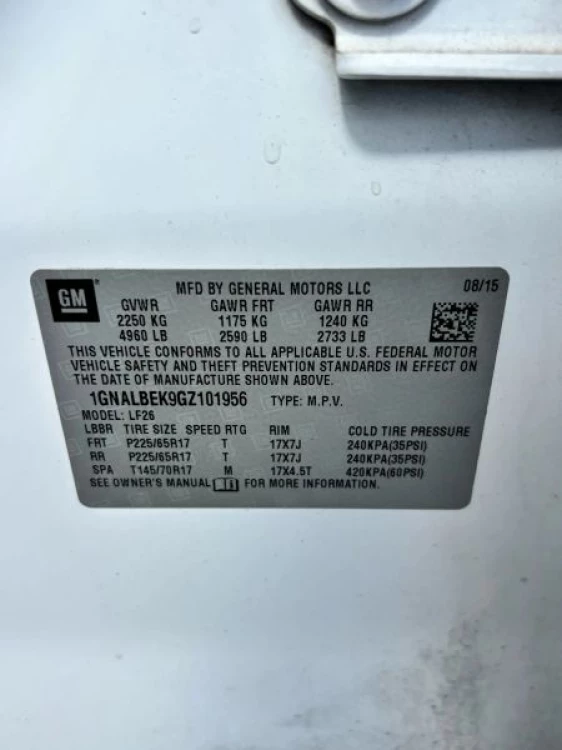 GM
MFD BY GENERAL MOTORS LLC 08/15
GVWR GAWR FRT GAWR RR
2250 KG 1175 KG 1240 KG
4960 LB 2590 LB 2733 LB
THIS VEHICLE CONFORMS TO ALL APPLICABLE U.S. FEDERAL MOTOR
VEHICLE SAFETY AND THEFT PREVENTION STANDARDS IN EFFECT ON
THE DATE OF MANUFACTURE SHOWN ABOVE.
1GNALBEK9GZ101956 TYPE: M.P.V.
MODEL: LF26
LBBR TIRE SIZE SPEED RTG RIM COLD TIRE PRESSURE
FRT P225/65R17 T 17X7J 240KPA(35PSI)
RR P225/65R17 T 17X7J 240KPA(35PSI)
SPA T145/70R17 M 17X4.5T 420KPA(60PSI)
SEE OWNER'S MANUAL FOR MORE INFORMATION.